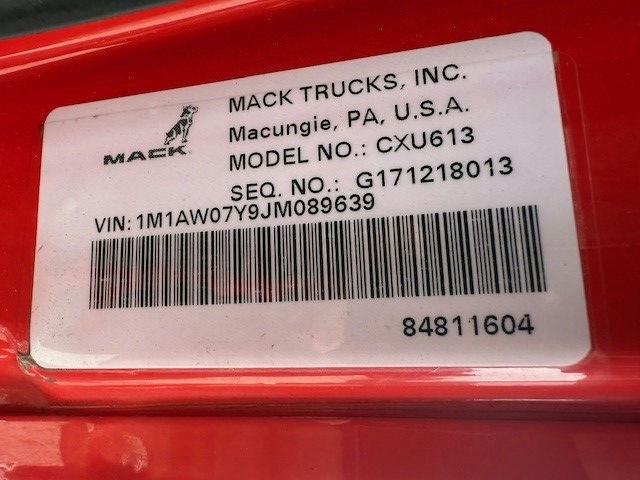 MACK TRUCKS, INC.
Macungie, PA, U.S.A.
MACK
MODEL NO.: CXU613
SEQ. NO.: G171218013
VIN: 1M1AW07Y9JM089639
84811604